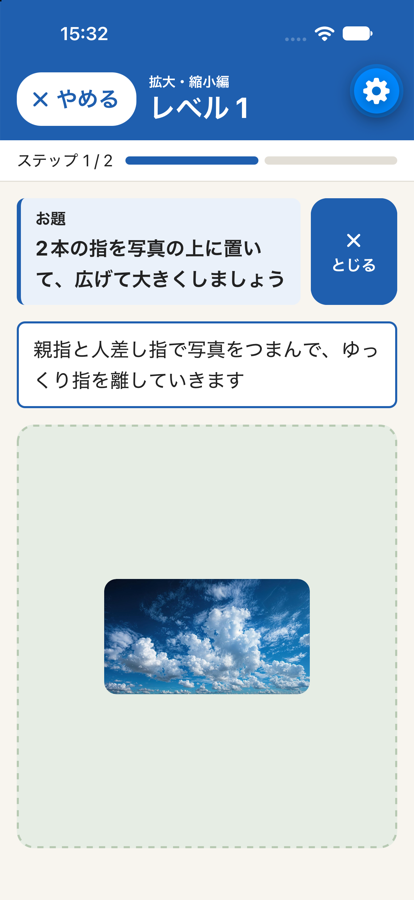 15:32
やめる
拡大・縮小編
レベル 1
ステップ 1 / 2
お題
2本の指を写真の上に置い
て、広げて大きくしましょう
とじる
親指と人差し指で写真をつまんで、ゆっ
くり指を離していきます